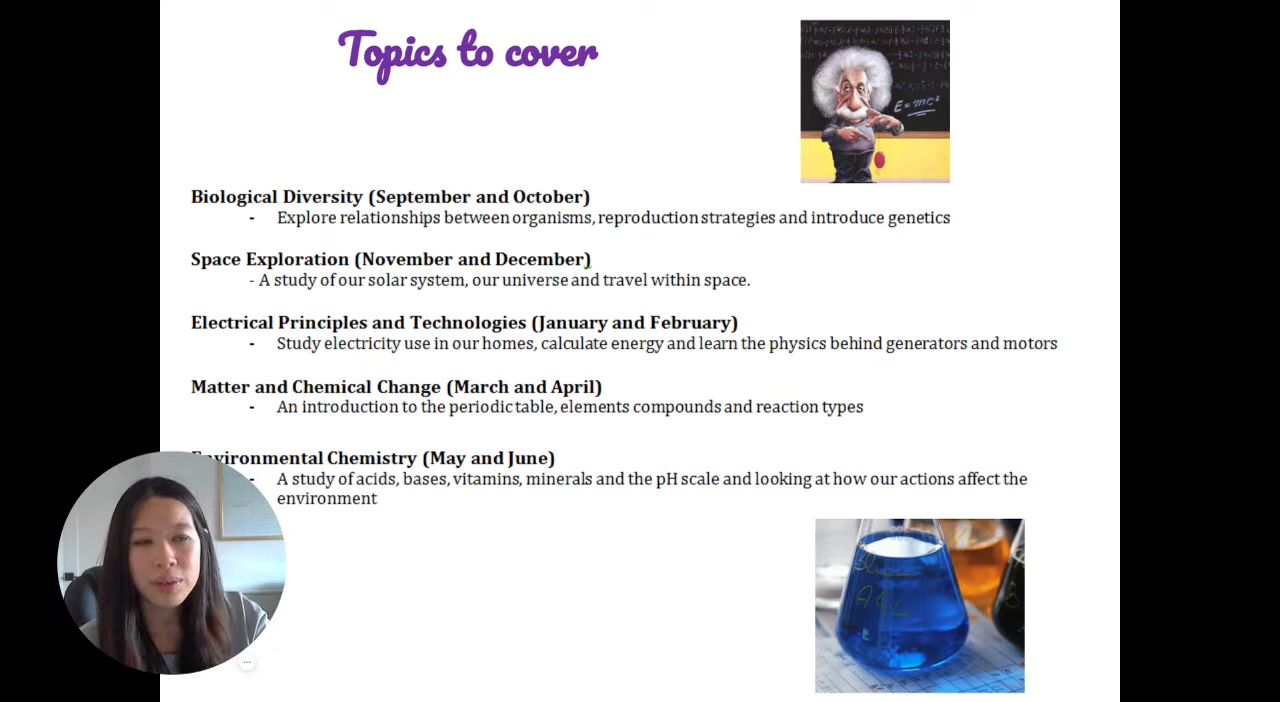 Topics to cover
E=mc²
Biological Diversity (September and October)
- Explore relationships between organisms, reproduction strategies and introduce genetics
Space Exploration (November and December)
- A study of our solar system, our universe and travel within space.
Electrical Principles and Technologies (January and February)
- Study electricity use in our homes, calculate energy and learn the physics behind generators and motors
Matter and Chemical Change (March and April)
- An introduction to the periodic table, elements compounds and reaction types
Environmental Chemistry (May and June)
- A study of acids, bases, vitamins, minerals and the pH scale and looking at how our actions affect the
environment